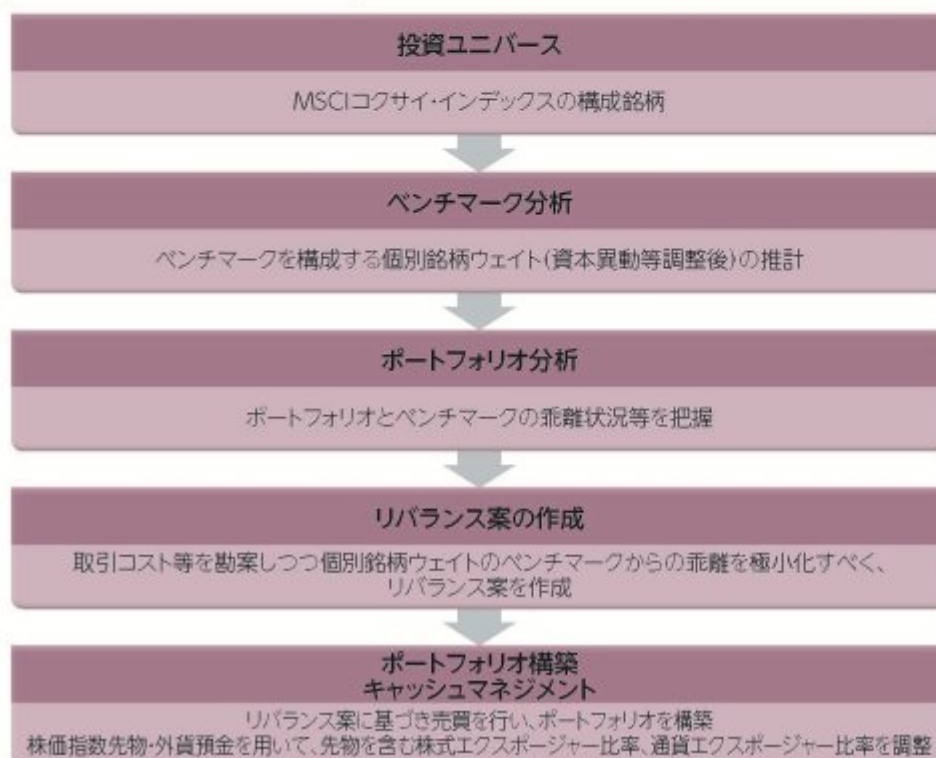 投資ユニバース
MSCIコクサイ・インデックスの構成銘柄
ベンチマーク分析
ベンチマークを構成する個別銘柄ウェイト(資本異動等調整後)の推計
ポートフォリオ分析
ポートフォリオとベンチマークの乖離状況等を把握
リバランス案の作成
取引コスト等を勘案しつつ個別銘柄ウェイトのベンチマークからの乖離を極小化すべく、
リバランス案を作成
ポートフォリオ構築
キャッシュマネジメント
リバランス案に基づき売買を行い、ポートフォリオを構築
株価指数先物・外貨預金を用いて、先物を含む株式エクスポージャー比率、通貨エクスポージャー比率を調整